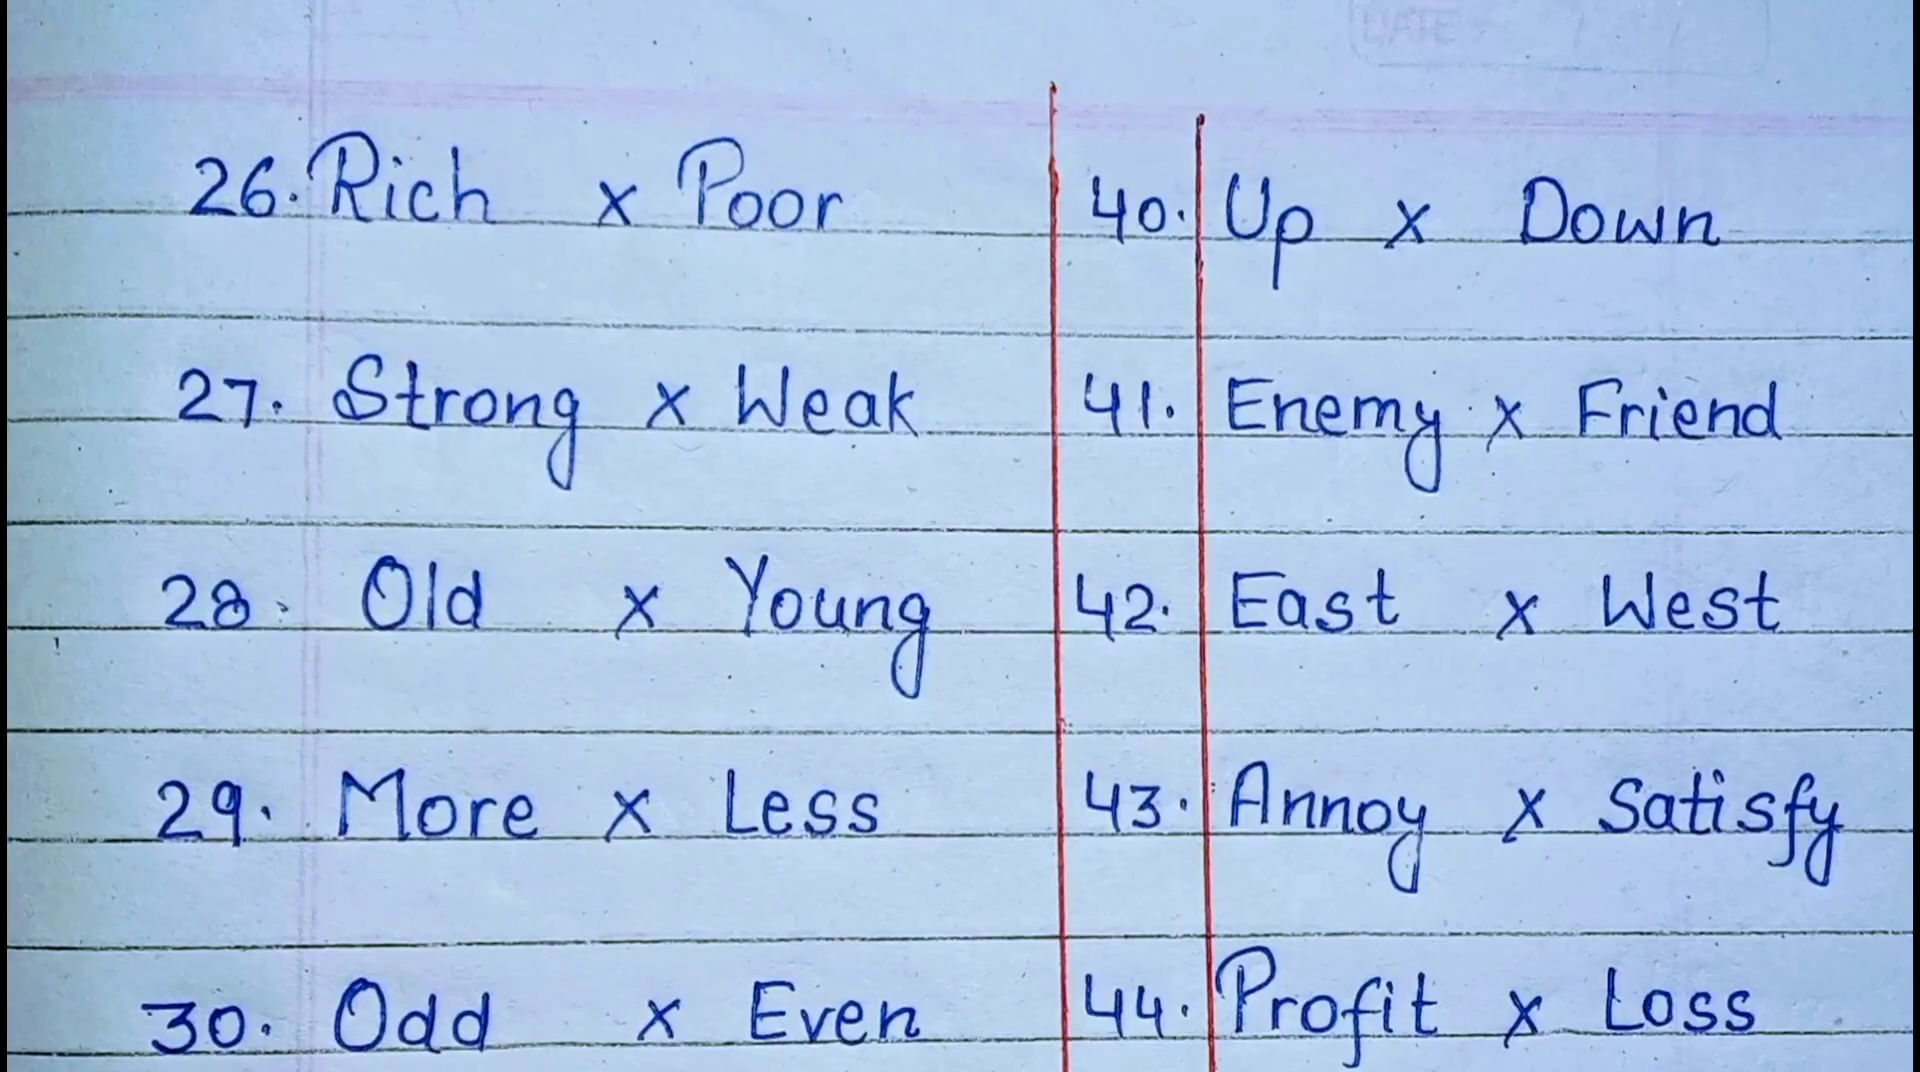 DATE
26. Rich x Poor
27. Strong x Weak
28. Old x Young
29. More x Less
30. Odd x Even
40. Up x Down
41. Enemy x Friend
42. East x West
43. Annoy x Satisfy
44. Profit x Loss